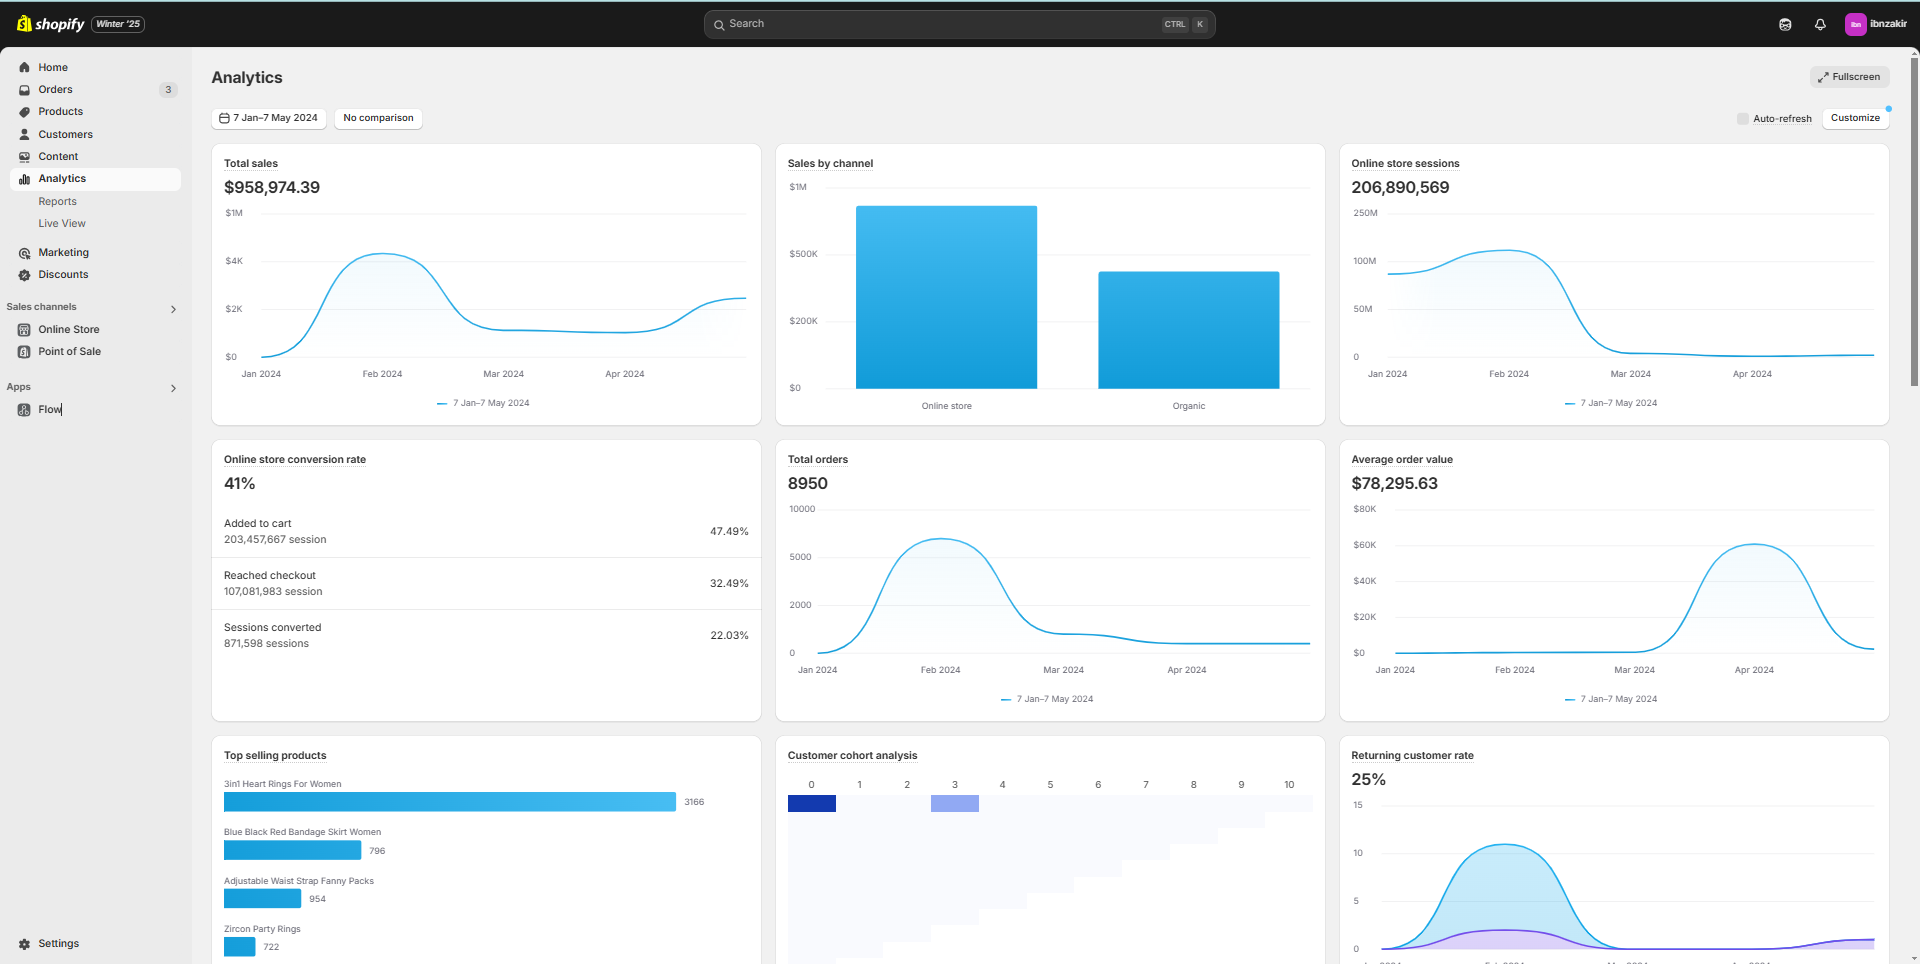 shopify Winter '25
Search CTRL K
ibn ibnzakir
Home
Orders 3
Products
Customers
Content
Analytics
Reports
Live View
Marketing
Discounts
Sales channels
Online Store
Point of Sale
Apps
Flow
Settings
Analytics
Fullscreen
7 Jan–7 May 2024 No comparison
Auto-refresh Customize
Total sales
$958,974.39
$1M
$4K
$2K
$0
Jan 2024 Feb 2024 Mar 2024 Apr 2024
7 Jan–7 May 2024
Sales by channel
$1M
$500K
$200K
$0
Online store Organic
Online store sessions
206,890,569
250M
100M
50M
0
Jan 2024 Feb 2024 Mar 2024 Apr 2024
7 Jan–7 May 2024
Online store conversion rate
41%
Added to cart
203,457,667 session
47.49%
Reached checkout
107,081,983 session
32.49%
Sessions converted
871,598 sessions
22.03%
Total orders
8950
10000
5000
2000
0
Jan 2024 Feb 2024 Mar 2024 Apr 2024
7 Jan–7 May 2024
Average order value
$78,295.63
$80K
$60K
$40K
$20K
$0
Jan 2024 Feb 2024 Mar 2024 Apr 2024
7 Jan–7 May 2024
Top selling products
3in1 Heart Rings For Women
3166
Blue Black Red Bandage Skirt Women
796
Adjustable Waist Strap Fanny Packs
954
Zircon Party Rings
722
Customer cohort analysis
0 1 2 3 4 5 6 7 8 9 10
Returning customer rate
25%
15
10
5
0